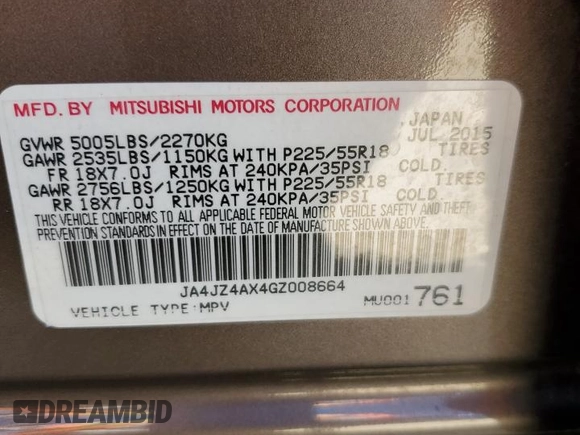 MFD. BY MITSUBISHI MOTORS CORPORATION
JAPAN
GVWR 5005LBS/2270KG JUL 2015
GAWR 2535LBS/1150KG WITH P225/55R18 TIRES
FR 18X7.0J RIMS AT 240KPA/35PSI COLD.
GAWR 2756LBS/1250KG WITH P225/55R18 TIRES
RR 18X7.0J RIMS AT 240KPA/35PSI COLD
THIS VEHICLE CONFORMS TO ALL APPLICABLE FEDERAL MOTOR VEHICLE SAFETY AND THEFT
PREVENTION STANDARDS IN EFFECT ON THE DATE OF MANUFACTURE SHOWN ABOVE.
JA4JZ4AX4GZ008664
VEHICLE TYPE:MPV MU001 761
DREAMBID